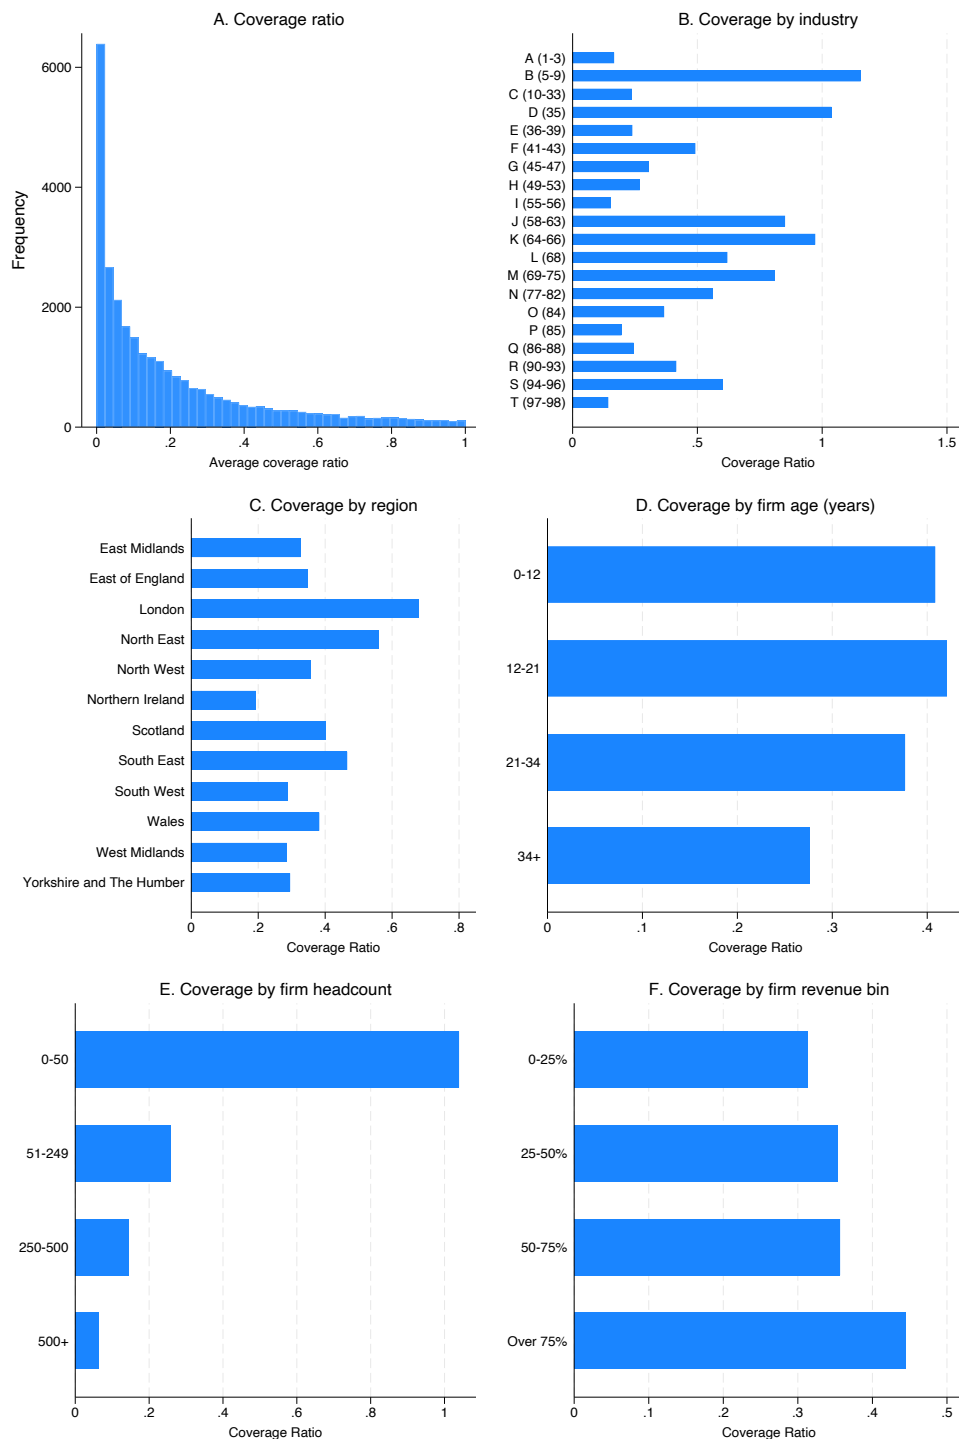 A. Coverage ratio
Frequency
6000
4000
2000
0
0 .2 .4 .6 .8 1
Average coverage ratio
B. Coverage by industry
A (1-3)
B (5-9)
C (10-33)
D (35)
E (36-39)
F (41-43)
G (45-47)
H (49-53)
I (55-56)
J (58-63)
K (64-66)
L (68)
M (69-75)
N (77-82)
O (84)
P (85)
Q (86-88)
R (90-93)
S (94-96)
T (97-98)
0 .5 1 1.5
Coverage Ratio
C. Coverage by region
East Midlands
East of England
London
North East
North West
Northern Ireland
Scotland
South East
South West
Wales
West Midlands
Yorkshire and The Humber
0 .2 .4 .6 .8
Coverage Ratio
D. Coverage by firm age (years)
0-12
12-21
21-34
34+
0 .1 .2 .3 .4
Coverage Ratio
E. Coverage by firm headcount
0-50
51-249
250-500
500+
0 .2 .4 .6 .8 1
Coverage Ratio
F. Coverage by firm revenue bin
0-25%
25-50%
50-75%
Over 75%
0 .1 .2 .3 .4 .5
Coverage Ratio